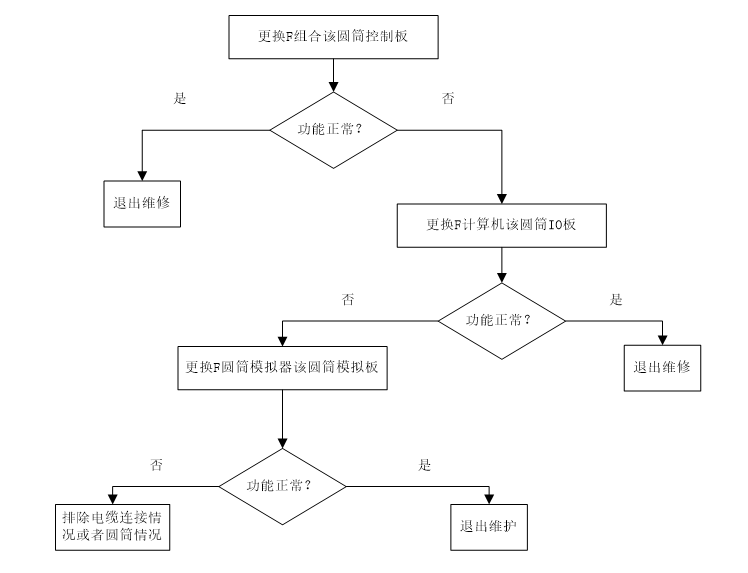 更换F组合该圆筒控制板
是
否
功能正常？
退出维修
更换F计算机该圆筒IO板
否
是
功能正常？
更换F圆筒模拟器该圆筒模拟板
退出维修
否
是
功能正常？
排除电缆连接情
况或者圆筒情况
退出维护